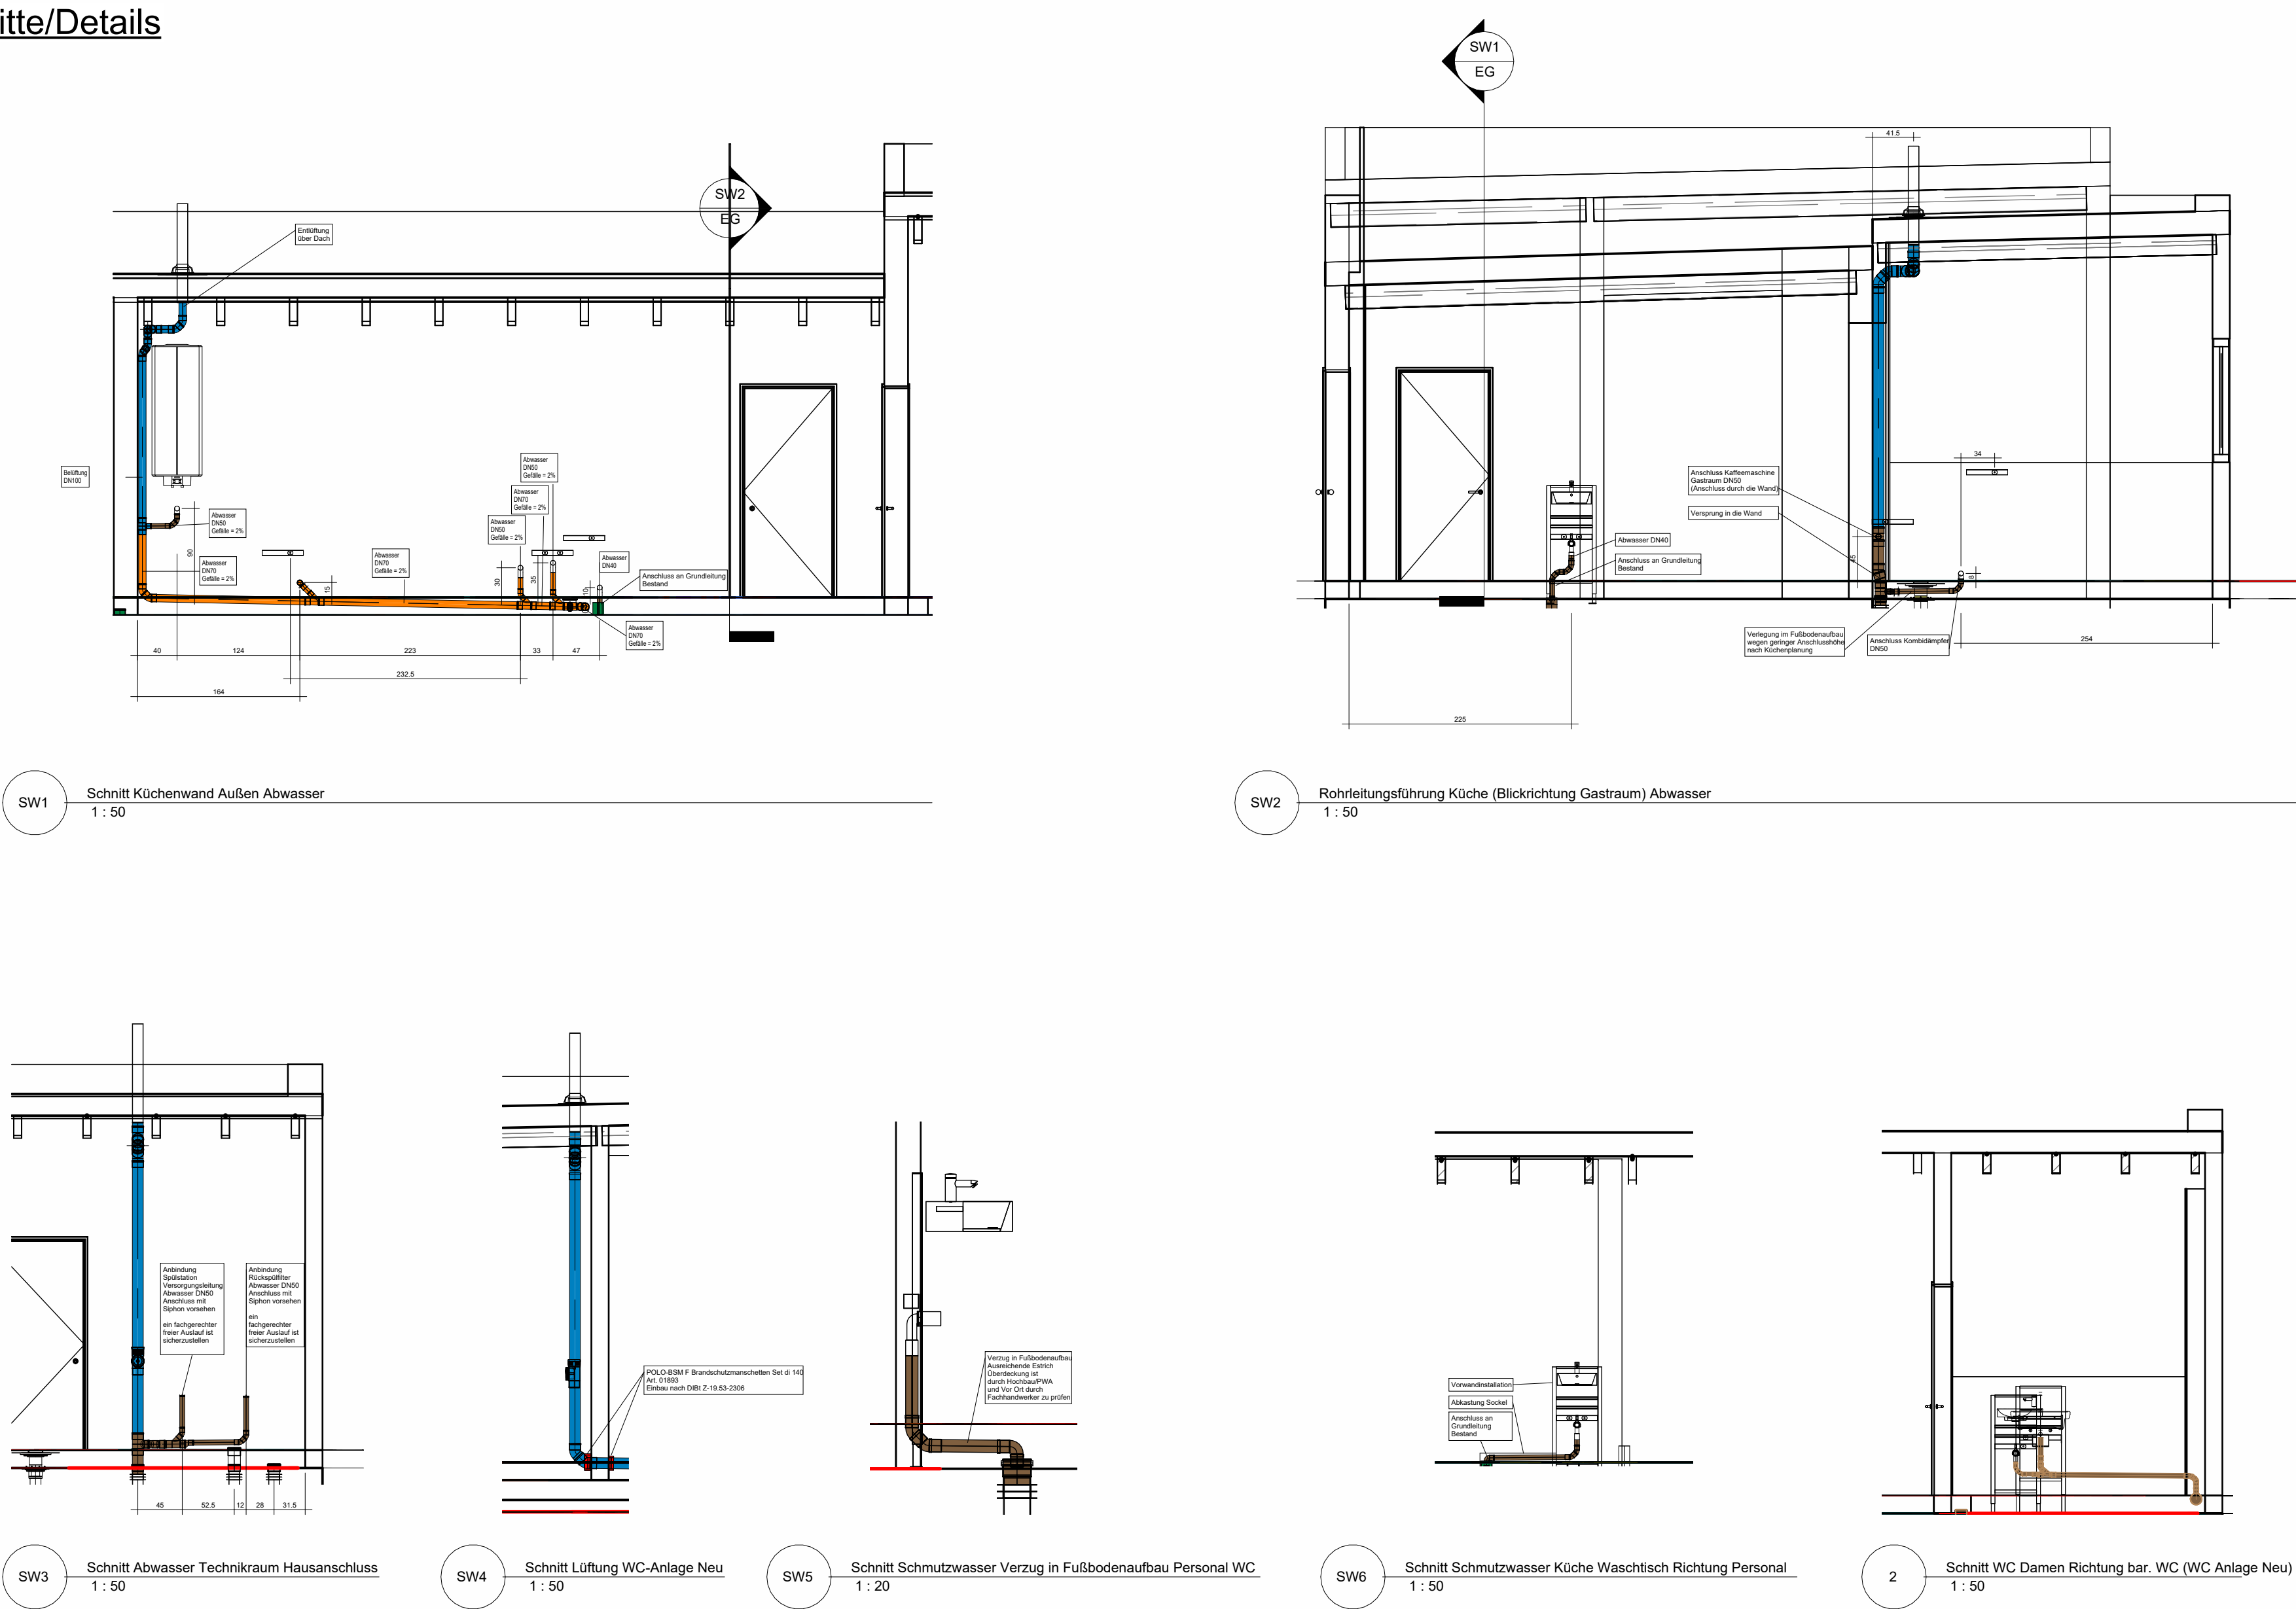 itte/Details
SW2
EG
Entlüftung
über Dach
Belüftung
DN100
Abwasser
DN50
Gefälle = 2%
90
Abwasser
DN70
Gefälle = 2%
15
Abwasser
DN70
Gefälle = 2%
Abwasser
DN50
Gefälle = 2%
Abwasser
DN70
Gefälle = 2%
Abwasser
DN50
Gefälle = 2%
30
35
10
Abwasser
DN40
Anschluss an Grundleitung
Bestand
Abwasser
DN70
Gefälle = 2%
40
124
223
33
47
232.5
164
SW1
Schnitt Küchenwand Außen Abwasser
1 : 50
SW1
EG
41.5
34
Anschluss Kaffeemaschine
Gastraum DN50
(Anschluss durch die Wand)
Versprung in die Wand
45
8
Abwasser DN40
Anschluss an Grundleitung
Bestand
Verlegung im Fußbodenaufbau
wegen geringer Anschlusshöhe
nach Küchenplanung
Anschluss Kombidämpfer
DN50
254
225
SW2
Rohrleitungsführung Küche (Blickrichtung Gastraum) Abwasser
1 : 50
Anbindung
Spülstation
Versorgungsleitung
Abwasser DN50
Anschluss mit
Siphon vorsehen
ein fachgerechter
freier Auslauf ist
sicherzustellen
Anbindung
Rückspülfilter
Abwasser DN50
Anschluss mit
Siphon vorsehen
ein
fachgerechter
freier Auslauf ist
sicherzustellen
45
52.5
12
28
31.5
SW3
Schnitt Abwasser Technikraum Hausanschluss
1 : 50
POLO-BSM F Brandschutzmanschetten Set di 140
Art. 01893
Einbau nach DIBt Z-19.53-2306
SW4
Schnitt Lüftung WC-Anlage Neu
1 : 50
Verzug in Fußbodenaufbau
Ausreichende Estrich
Überdeckung ist
durch Hochbau/PWA
und Vor Ort durch
Fachhandwerker zu prüfen
SW5
Schnitt Schmutzwasser Verzug in Fußbodenaufbau Personal WC
1 : 20
Vorwandinstallation
Abkastung Sockel
Anschluss an
Grundleitung
Bestand
SW6
Schnitt Schmutzwasser Küche Waschtisch Richtung Personal
1 : 50
2
Schnitt WC Damen Richtung bar. WC (WC Anlage Neu)
1 : 50